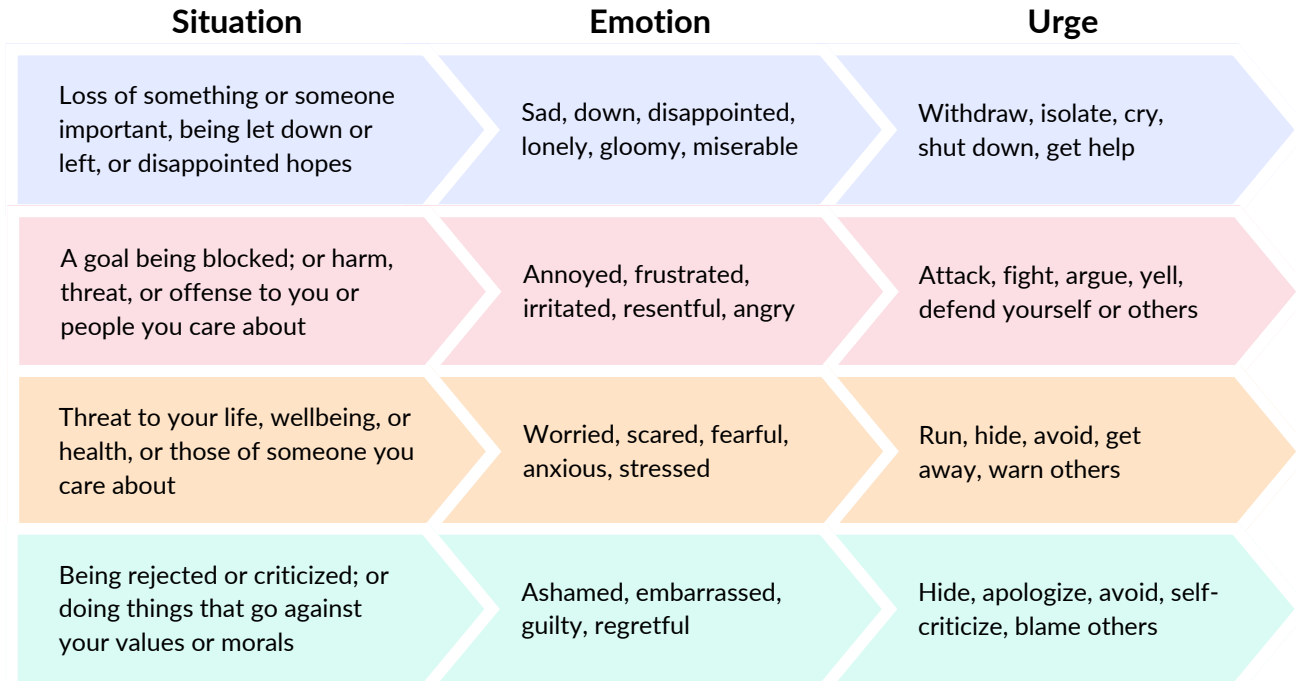 Situation
Emotion
Urge
Loss of something or someone
important, being let down or
left, or disappointed hopes
Sad, down, disappointed,
lonely, gloomy, miserable
Withdraw, isolate, cry,
shut down, get help
A goal being blocked; or harm,
threat, or offense to you or
people you care about
Annoyed, frustrated,
irritated, resentful, angry
Attack, fight, argue, yell,
defend yourself or others
Threat to your life, wellbeing, or
health, or those of someone you
care about
Worried, scared, fearful,
anxious, stressed
Run, hide, avoid, get
away, warn others
Being rejected or criticized; or
doing things that go against
your values or morals
Ashamed, embarrassed,
guilty, regretful
Hide, apologize, avoid, self-
criticize, blame others